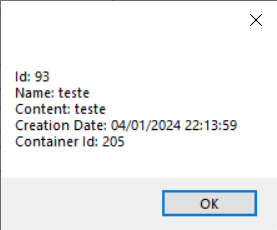 Id: 93
Name: teste
Content: teste
Creation Date: 04/01/2024 22:13:59
Container Id: 205
OK